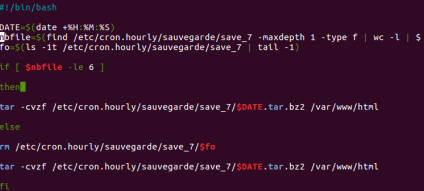 #!/bin/bash
DATE=$(date +%H:%M:%S)
nbfile=$(find /etc/cron.hourly/sauvegarde/save_7 -maxdepth 1 -type f | wc -l | $
fo=$(ls -1t /etc/cron.hourly/sauvegarde/save_7 | tail -1)
if [ $nbfile -le 6 ]
then
tar -cvzf /etc/cron.hourly/sauvegarde/save_7/$DATE.tar.bz2 /var/www/html
else
rm /etc/cron.hourly/sauvegarde/save_7/$fo
tar -cvzf /etc/cron.hourly/sauvegarde/save_7/$DATE.tar.bz2 /var/www/html
fi